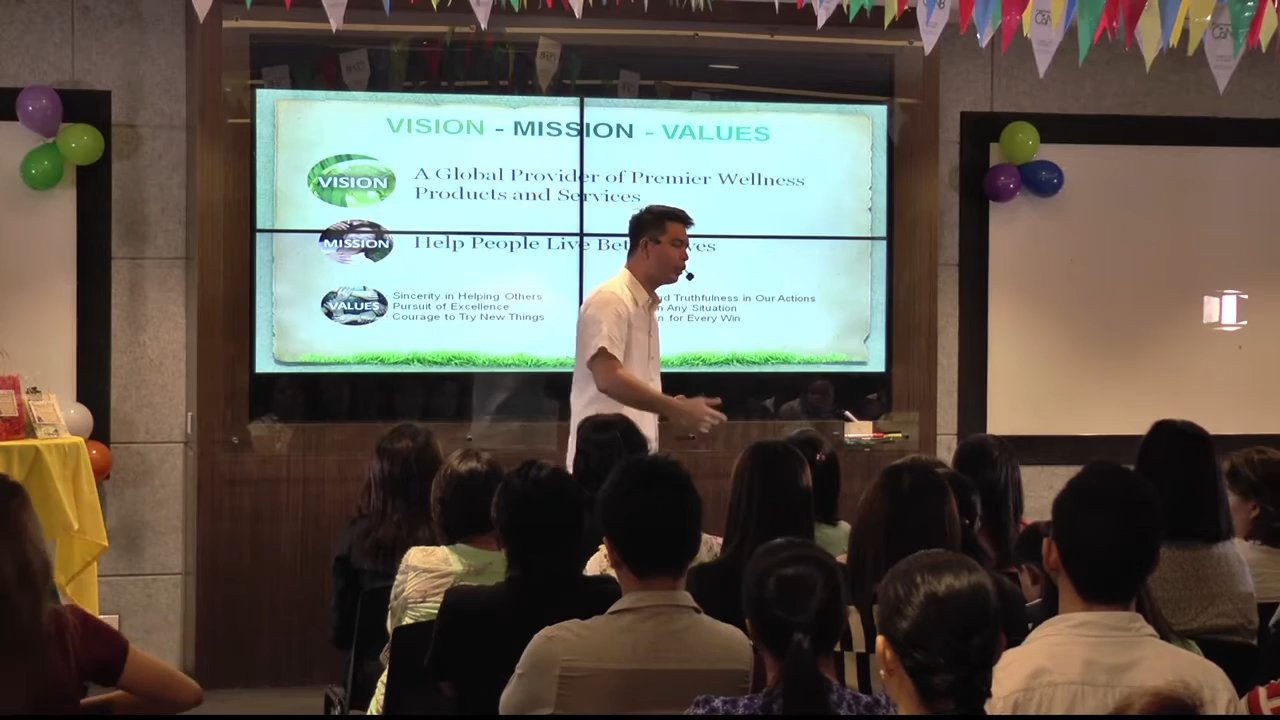 VISION - MISSION - VALUES
VISION
A Global Provider of Premier Wellness
Products and Services
MISSION
Help People Live
VALUES
Sincerity in Helping Others
Pursuit of Excellence
Courage to Try New Things
Truthfulness in Our Actions
Any Situation
for Every Win